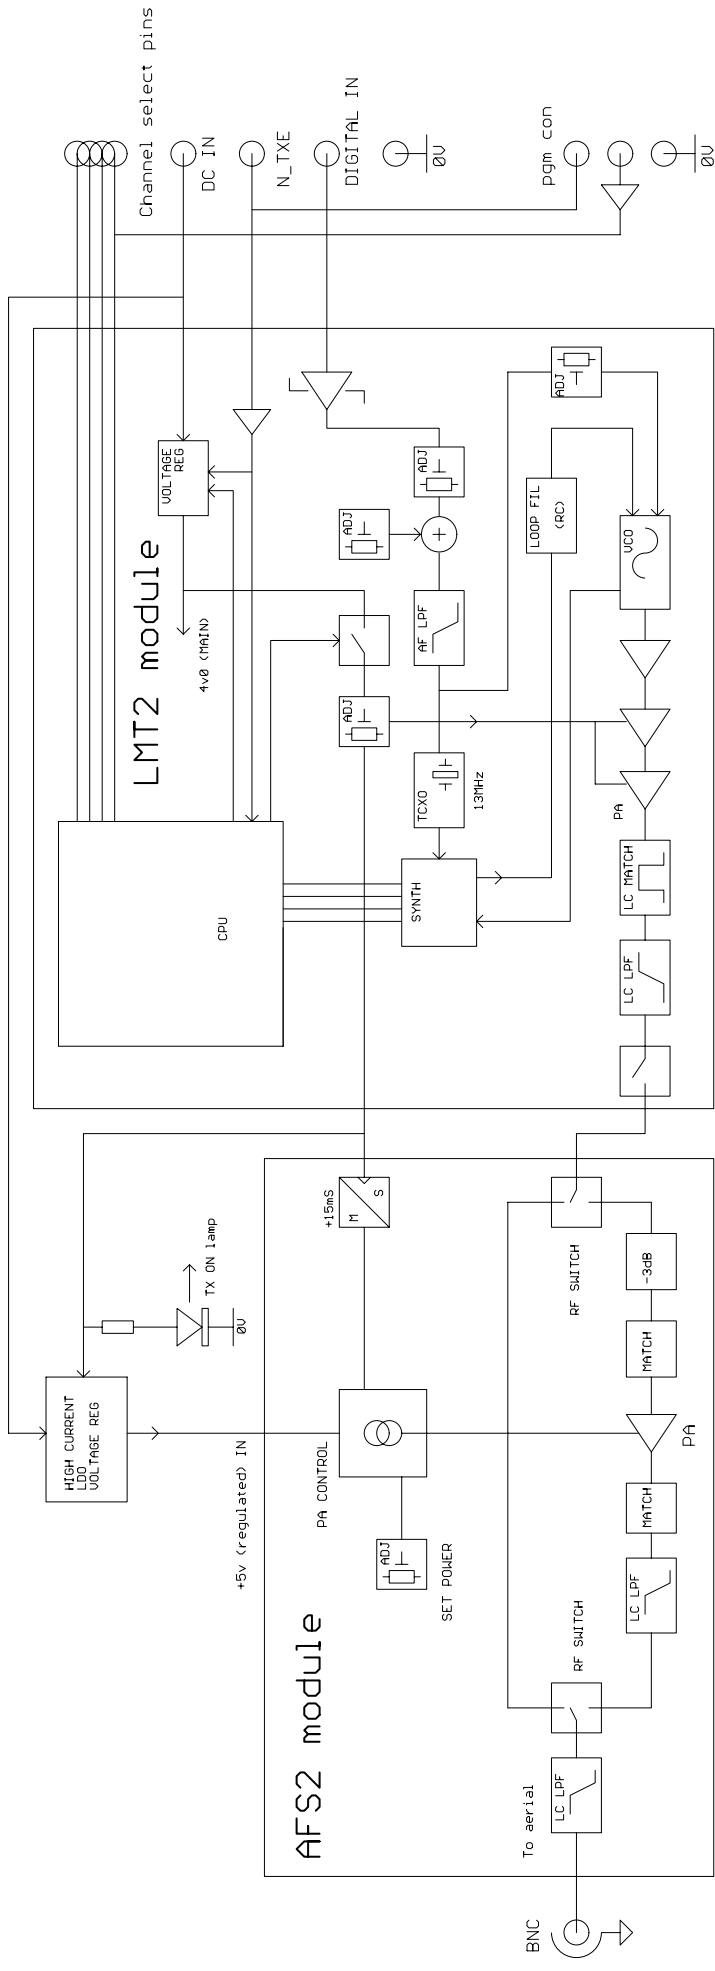 Channel select pins
DC IN
N_TXE
DIGITAL IN
0V
pgm con
0V
LMT2 module
VOLTAGE
REG
4v0 (MAIN)
ADJ
ADJ
ADJ
ADJ
AF LPF
TCXO
13MHz
SYNTH
CPU
LOOP FIL
(RC)
VCO
PA
LC MATCH
LC LPF
HIGH CURRENT
LDO
VOLTAGE REG
TX ON lamp
0V
+5v (regulated) IN
AFS2 module
+15mS
M
S
PA CONTROL
ADJ
SET POWER
RF SWITCH
-3dB
MATCH
PA
MATCH
LC LPF
RF SWITCH
LC LPF
To aerial
BNC